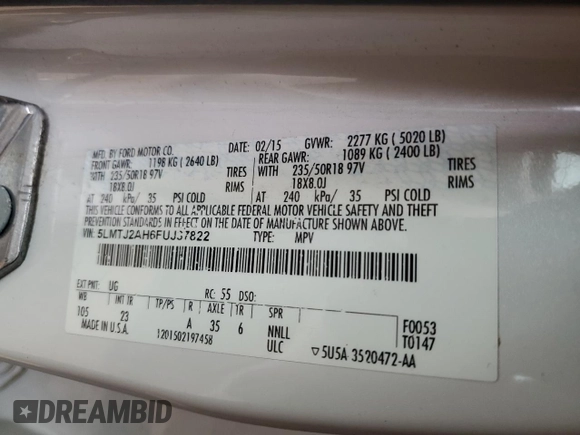 MFD. BY FORD MOTOR CO.
DATE: 02/15 GVWR: 2277 KG ( 5020 LB)
FRONT GAWR: 1198 KG ( 2640 LB) REAR GAWR: 1089 KG ( 2400 LB)
WITH 235/50R18 97V TIRES WITH 235/50R18 97V TIRES
18X8.0J RIMS 18X8.0J RIMS
AT 240 kPa/ 35 PSI COLD AT 240 kPa/ 35 PSI COLD
THIS VEHICLE CONFORMS TO ALL APPLICABLE FEDERAL MOTOR VEHICLE SAFETY AND THEFT
PREVENTION STANDARDS IN EFFECT ON THE DATE OF MANUFACTURE SHOWN ABOVE.
VIN: 5LMTJ2AH6FUJ37822 TYPE: MPV
EXT PNT: UG RC: 55 DSO:
WB INT TR TP/PS R AXLE TR SPR
105 23 A 35 6 NNLL F0053
MADE IN U.S.A. ULC T0147
1201502197458 5U5A 3520472-AA
DREAMBID